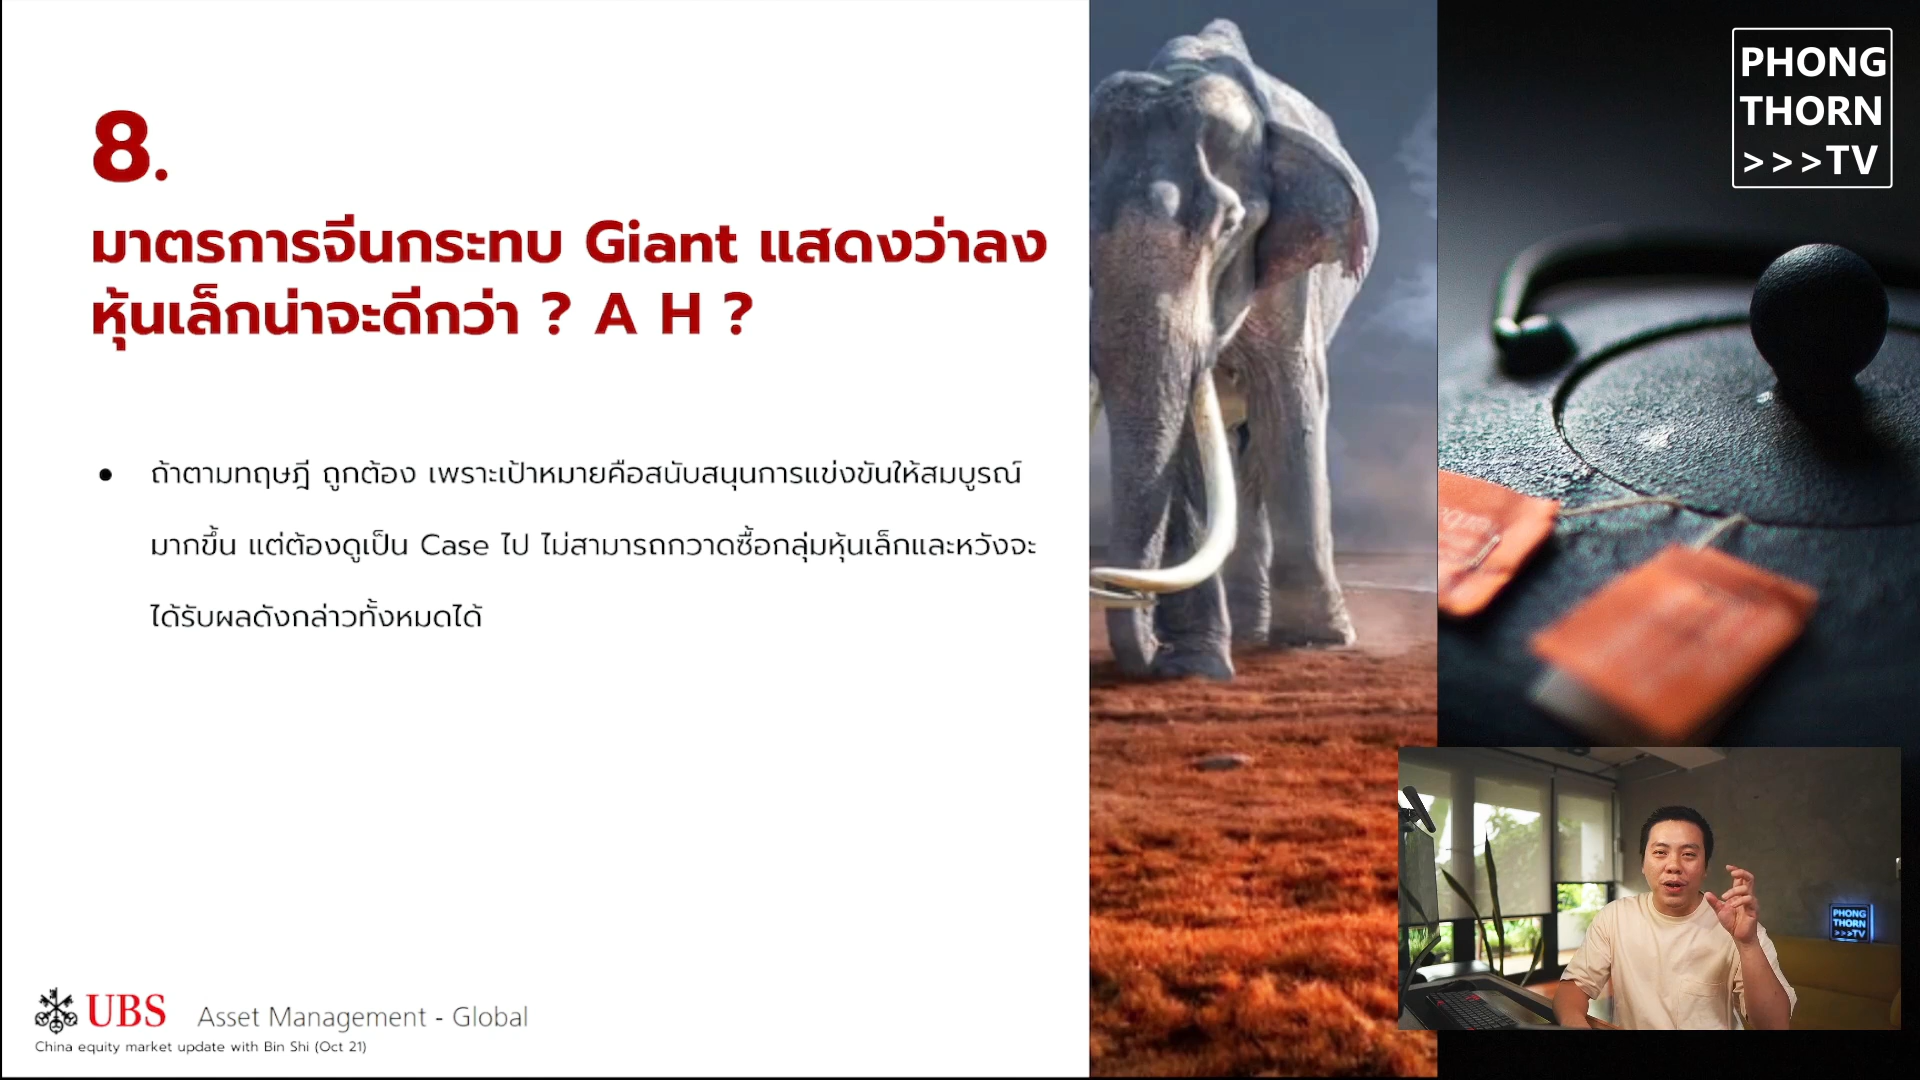 8.
มาตรการจีนกระทบ Giant แสดงว่าลง
หุ้นเล็กน่าจะดีกว่า ? A H ?
● ถ้าตามทฤษฎี ถูกต้อง เพราะเป้าหมายคือสนับสนุนการแข่งขันให้สมบูรณ์
มากขึ้น แต่ต้องดูเป็น Case ไป ไม่สามารถกวาดซื้อกลุ่มหุ้นเล็กและหวังจะ
ได้รับผลดังกล่าวทั้งหมดได้
UBS Asset Management - Global
China equity market update with Bin Shi (Oct 21)
PHONG
THORN
>>>TV
PHONG
THORN
>>>TV